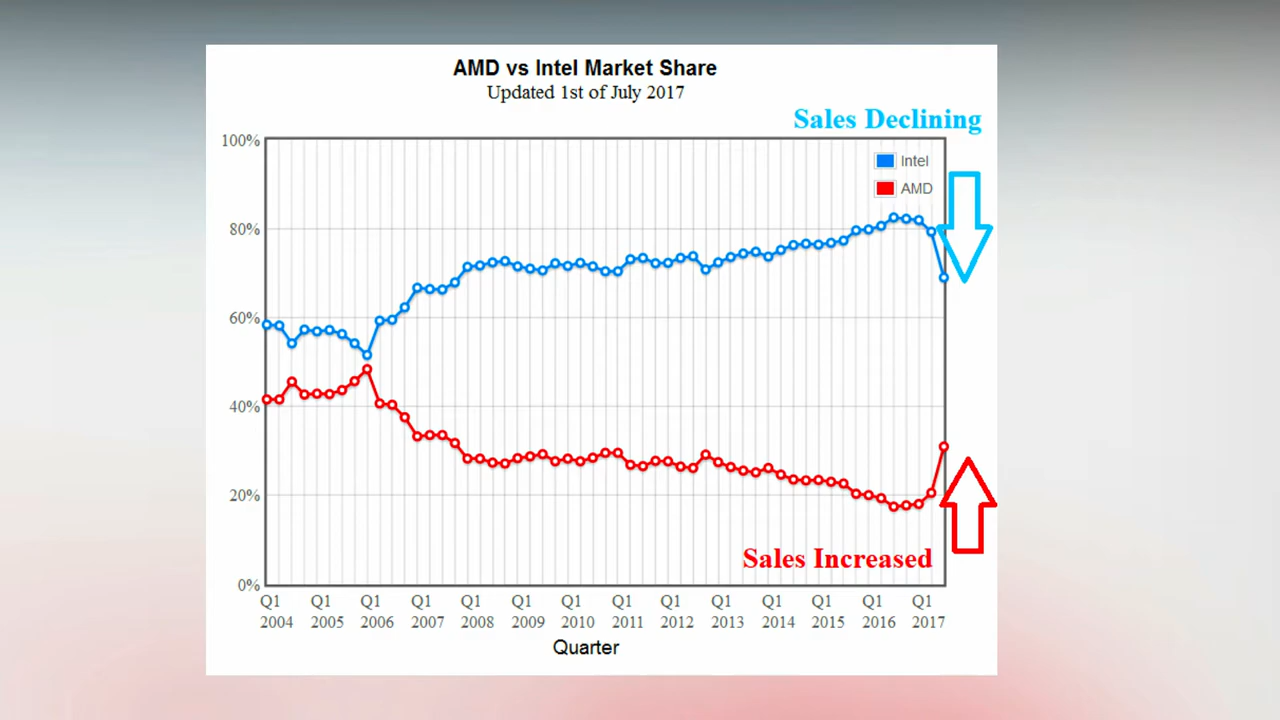 AMD vs Intel Market Share
Updated 1st of July 2017
Sales Declining
100%
Intel
AMD
80%
60%
40%
20%
Sales Increased
0%
Q1 Q1 Q1 Q1 Q1 Q1 Q1 Q1 Q1 Q1 Q1 Q1 Q1 Q1
2004 2005 2006 2007 2008 2009 2010 2011 2012 2013 2014 2015 2016 2017
Quarter